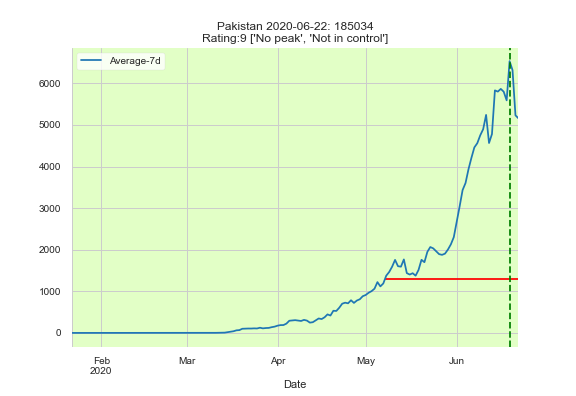 Pakistan 2020-06-22: 185034
Rating:9 ['No peak', 'Not in control']
Average-7d
6000
5000
4000
3000
2000
1000
0
Feb Mar Apr May Jun
2020
Date